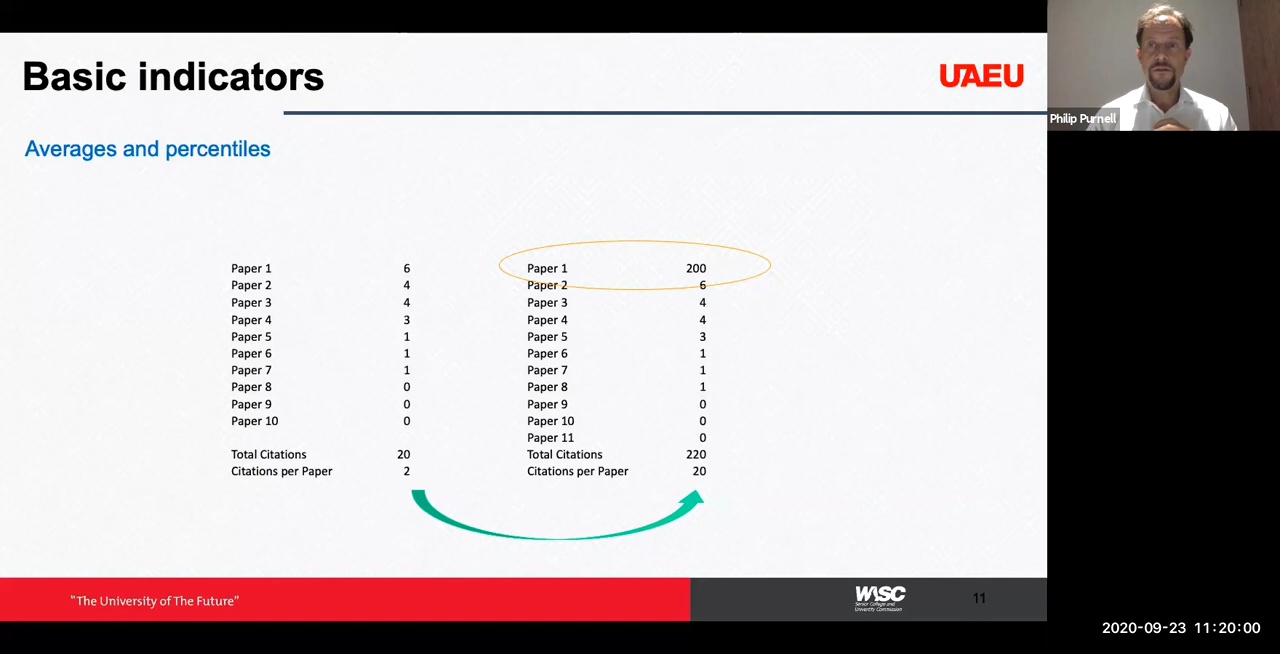 Basic indicators
UAEU
Philip Purnell
Averages and percentiles
Paper 1 6
Paper 2 4
Paper 3 4
Paper 4 3
Paper 5 1
Paper 6 1
Paper 7 1
Paper 8 0
Paper 9 0
Paper 10 0
Total Citations 20
Citations per Paper 2
Paper 1 200
Paper 2 6
Paper 3 4
Paper 4 4
Paper 5 3
Paper 6 1
Paper 7 1
Paper 8 1
Paper 9 0
Paper 10 0
Paper 11 0
Total Citations 220
Citations per Paper 20
"The University of The Future"
WASC
Senior College and
University Commission
11
2020-09-23 11:20:00